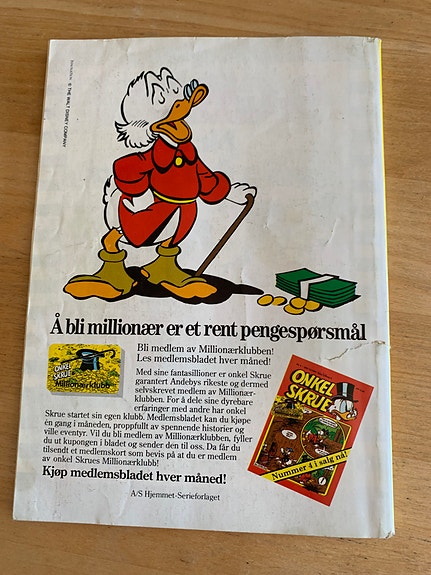 © THE WALT DISNEY COMPANY
Å bli millionær er et rent pengespørsmål
Bli medlem av Millionærklubben!
Les medlemsbladet hver måned!
Med sine fantasillioner er onkel Skrue
garantert Andebys rikeste og dermed
selvskrevet medlem av Millionær-
klubben. For å dele sine dyrebare
erfaringer med andre har onkel
Skrue startet sin egen klubb. Medlemsbladet kan du kjøpe
én gang i måneden, proppfullt av spennende historier og
ville eventyr. Vil du bli medlem av Millionærklubben, fyller
du ut kupongen i bladet og sender den til oss. Da får du
tilsendt et medlemskort som bevis på at du er medlem
av onkel Skrues Millionærklubb!
Kjøp medlemsbladet hver måned!
A/S Hjemmet-Serieforlaget
ONKEL
SKRUE
Millionærklubb
ONKEL
SKRUE
Nummer 4 i salg nå!